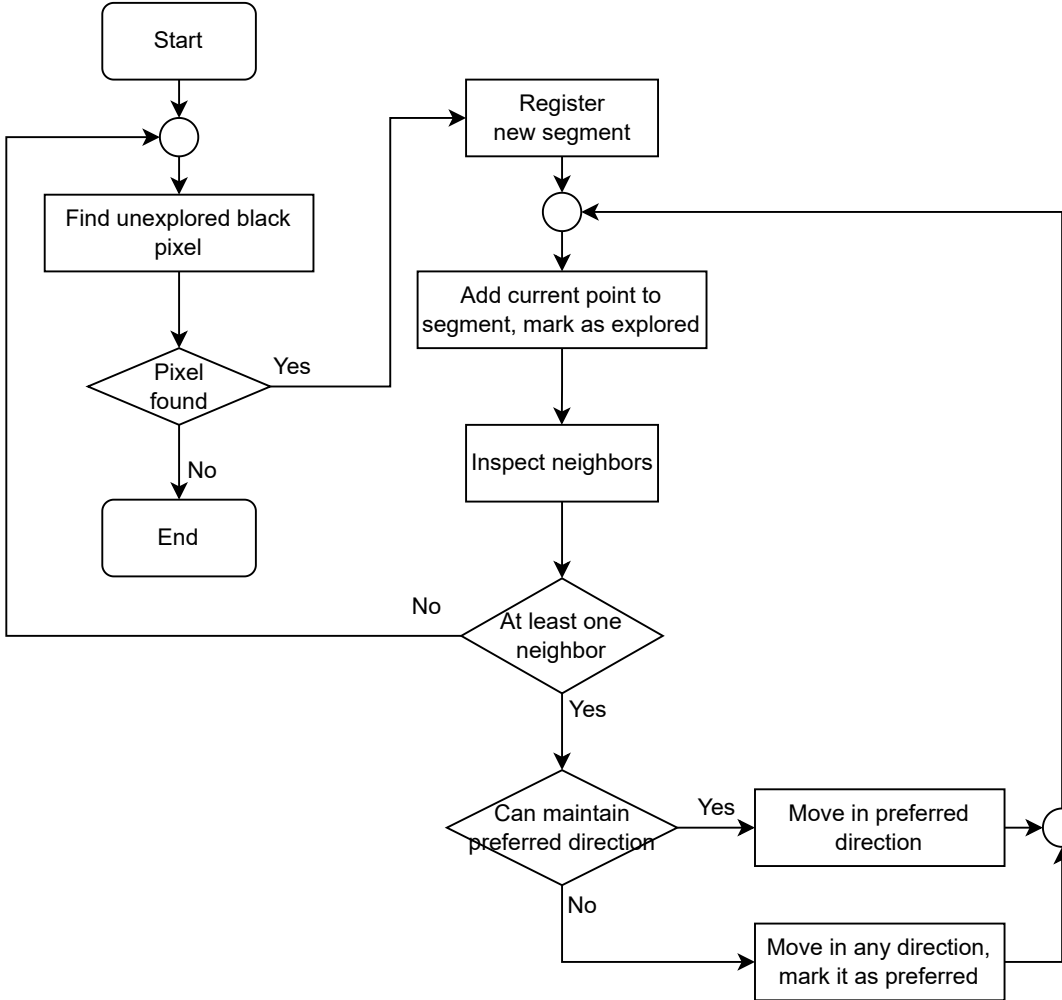 Start
Find unexplored black
pixel
Pixel
found
Yes
No
End
Register
new segment
Add current point to
segment, mark as explored
Inspect neighbors
At least one
neighbor
No
Yes
Can maintain
preferred direction
Yes
Move in preferred
direction
No
Move in any direction,
mark it as preferred